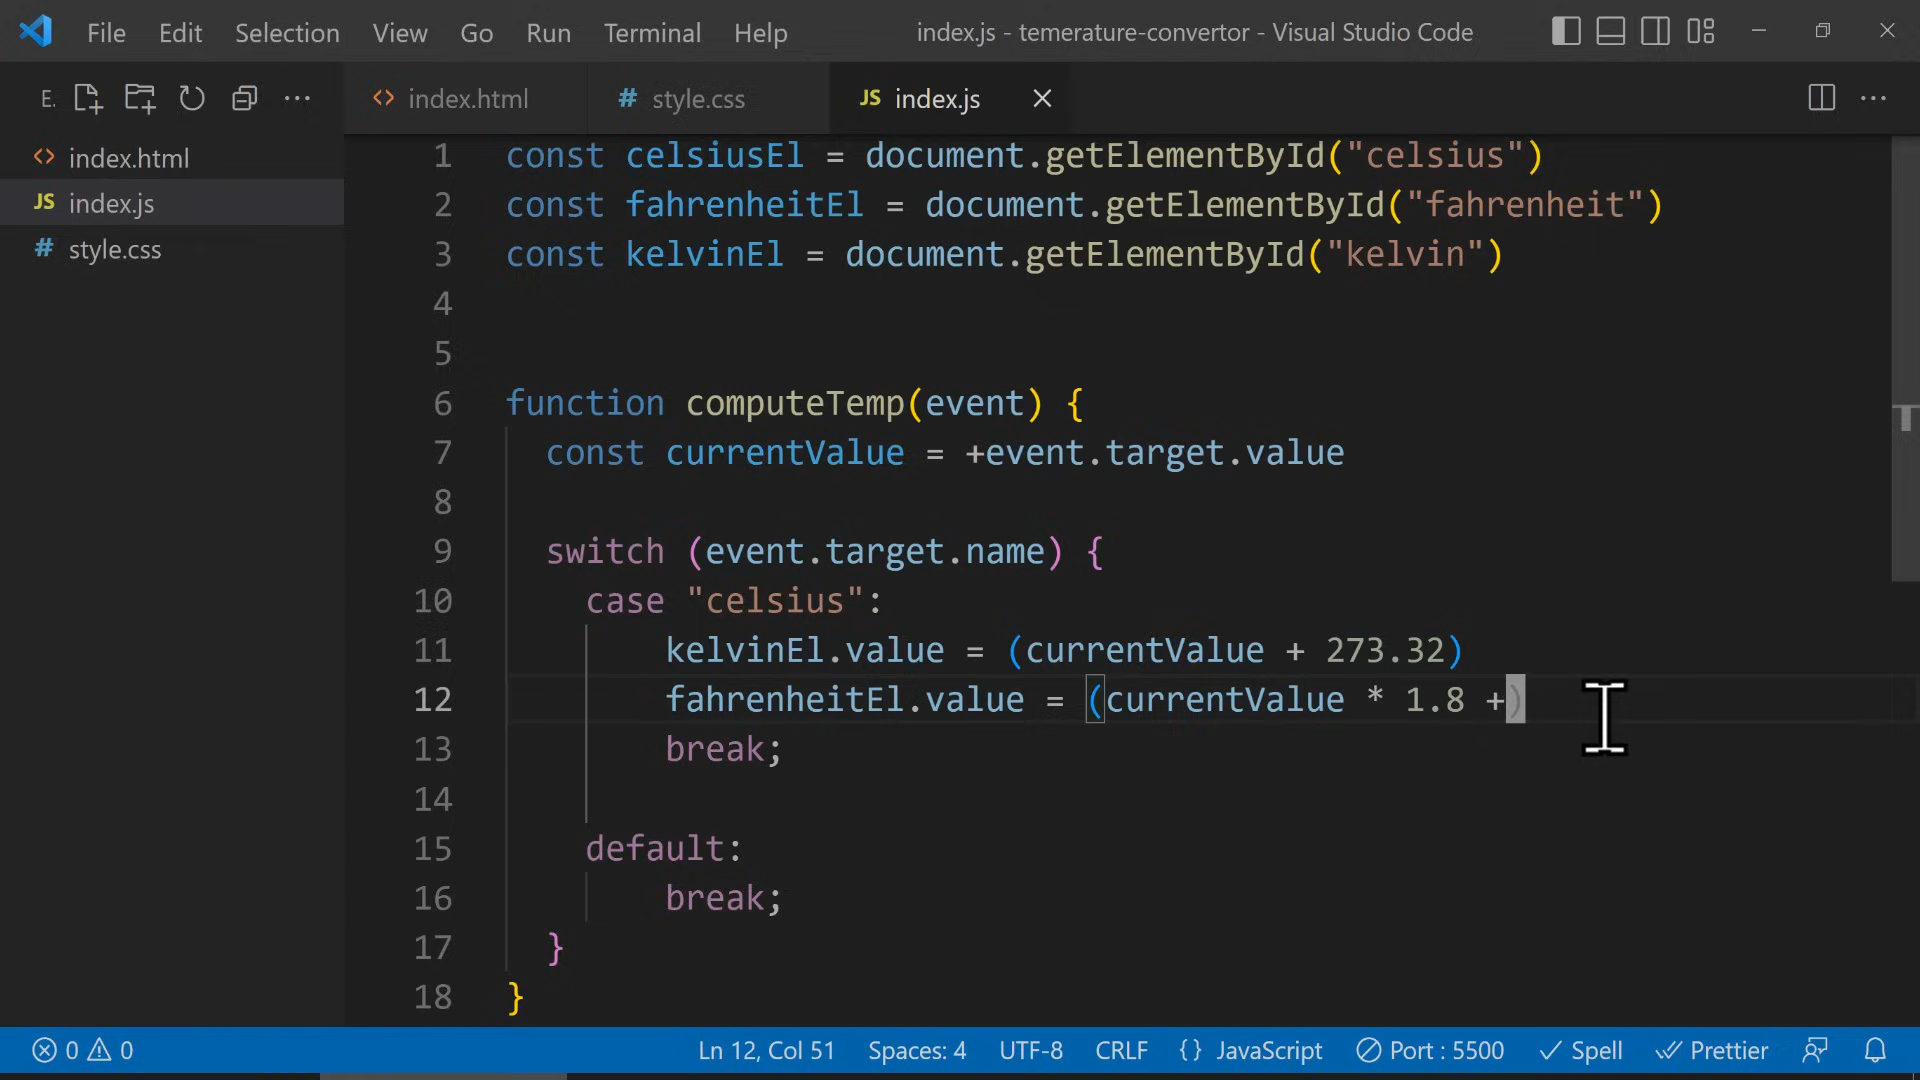 File Edit Selection View Go Run Terminal Help index.js - temerature-convertor - Visual Studio Code
E. ... index.html # style.css JS index.js ...
index.html
JS index.js
# style.css
1 const celsiusEl = document.getElementById("celsius")
2 const fahrenheitEl = document.getElementById("fahrenheit")
3 const kelvinEl = document.getElementById("kelvin")
4
5
6 function computeTemp(event) {
7 const currentValue = +event.target.value
8
9 switch (event.target.name) {
10 case "celsius":
11 kelvinEl.value = (currentValue + 273.32)
12 fahrenheitEl.value = (currentValue * 1.8 +)
13 break;
14
15 default:
16 break;
17 }
18 }
0 0 Ln 12, Col 51 Spaces: 4 UTF-8 CRLF {} JavaScript Port : 5500 Spell Prettier